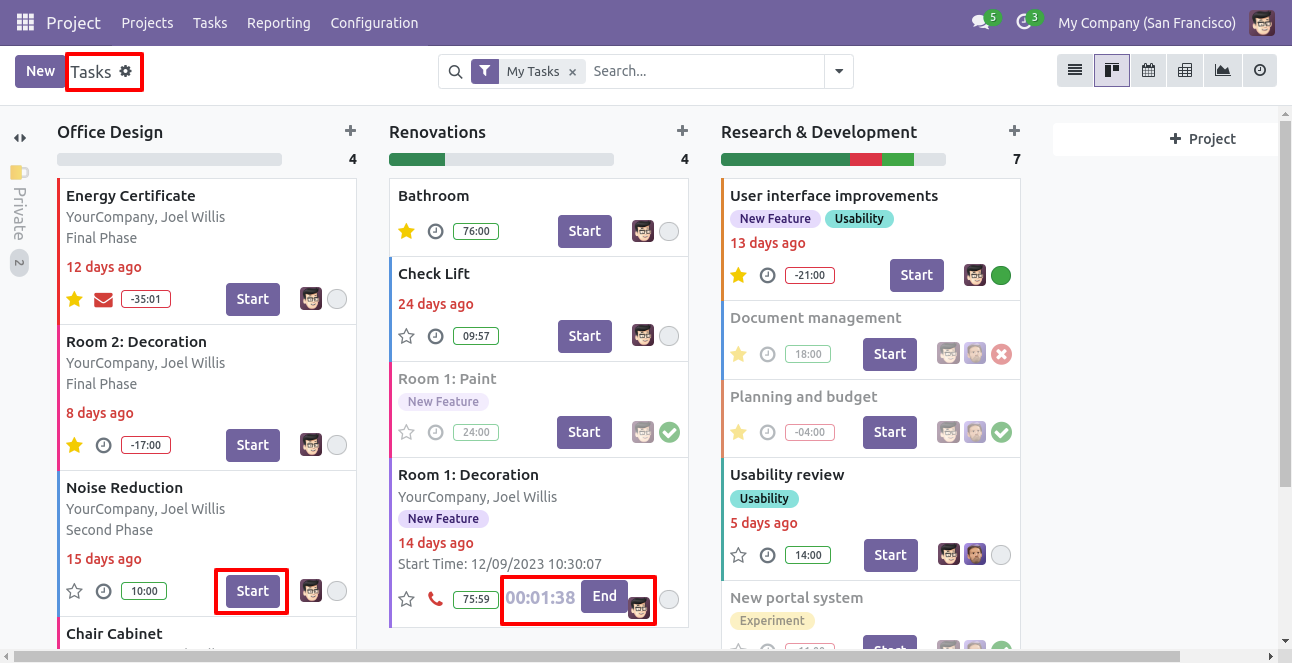 Project Projects Tasks Reporting Configuration 5 3 My Company (San Francisco)
New Tasks My Tasks × Search...
Private 2
Office Design +
4
Energy Certificate
YourCompany, Joel Willis
Final Phase
12 days ago
-35:01 Start
Room 2: Decoration
YourCompany, Joel Willis
Final Phase
8 days ago
-17:00 Start
Noise Reduction
YourCompany, Joel Willis
Second Phase
15 days ago
10:00 Start
Chair Cabinet
Renovations +
4
Bathroom
76:00 Start
Check Lift
24 days ago
09:57 Start
Room 1: Paint
New Feature
24:00 Start
Room 1: Decoration
YourCompany, Joel Willis
New Feature
14 days ago
Start Time: 12/09/2023 10:30:07
75:59 00:01:38 End
Research & Development +
7
User interface improvements
New Feature Usability
13 days ago
-21:00 Start
Document management
18:00 Start
Planning and budget
-04:00 Start
Usability review
Usability
5 days ago
14:00 Start
New portal system
Experiment
Start
+ Project